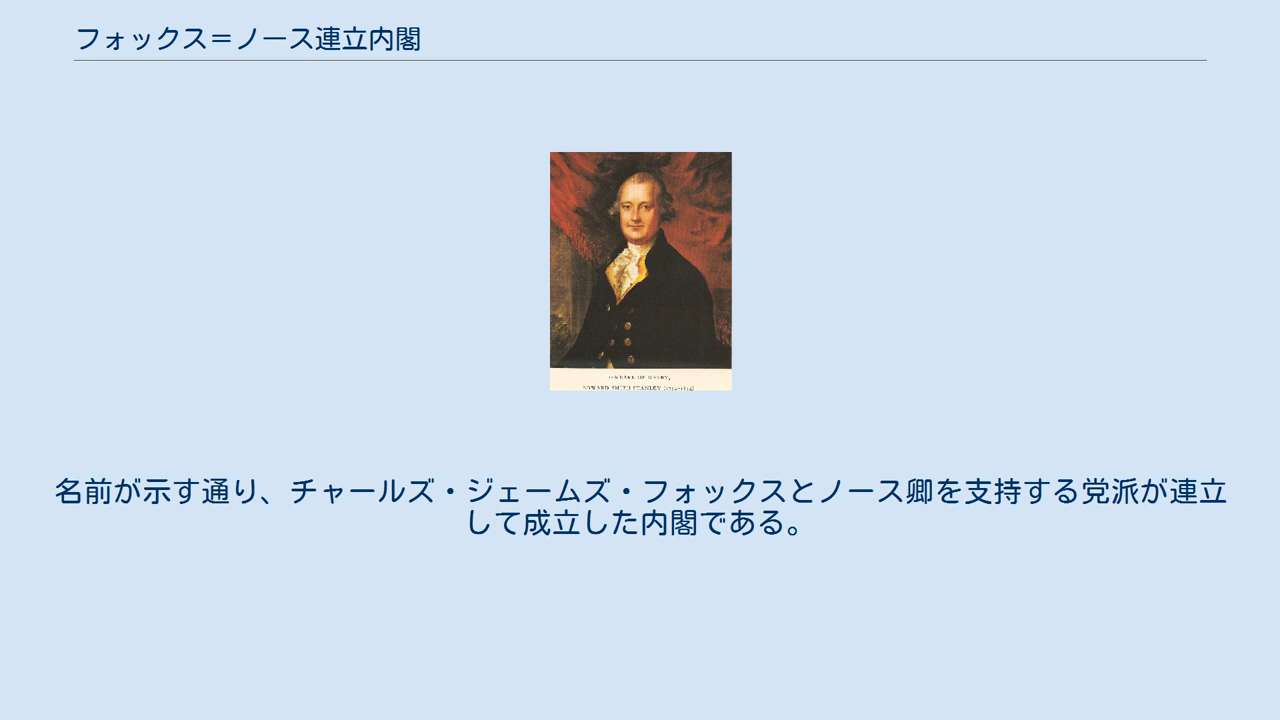 フォックス＝ノース連立内閣
EDWARD SMITH STANLEY
名前が示す通り、チャールズ・ジェームズ・フォックスとノース卿を支持する党派が連立
して成立した内閣である。